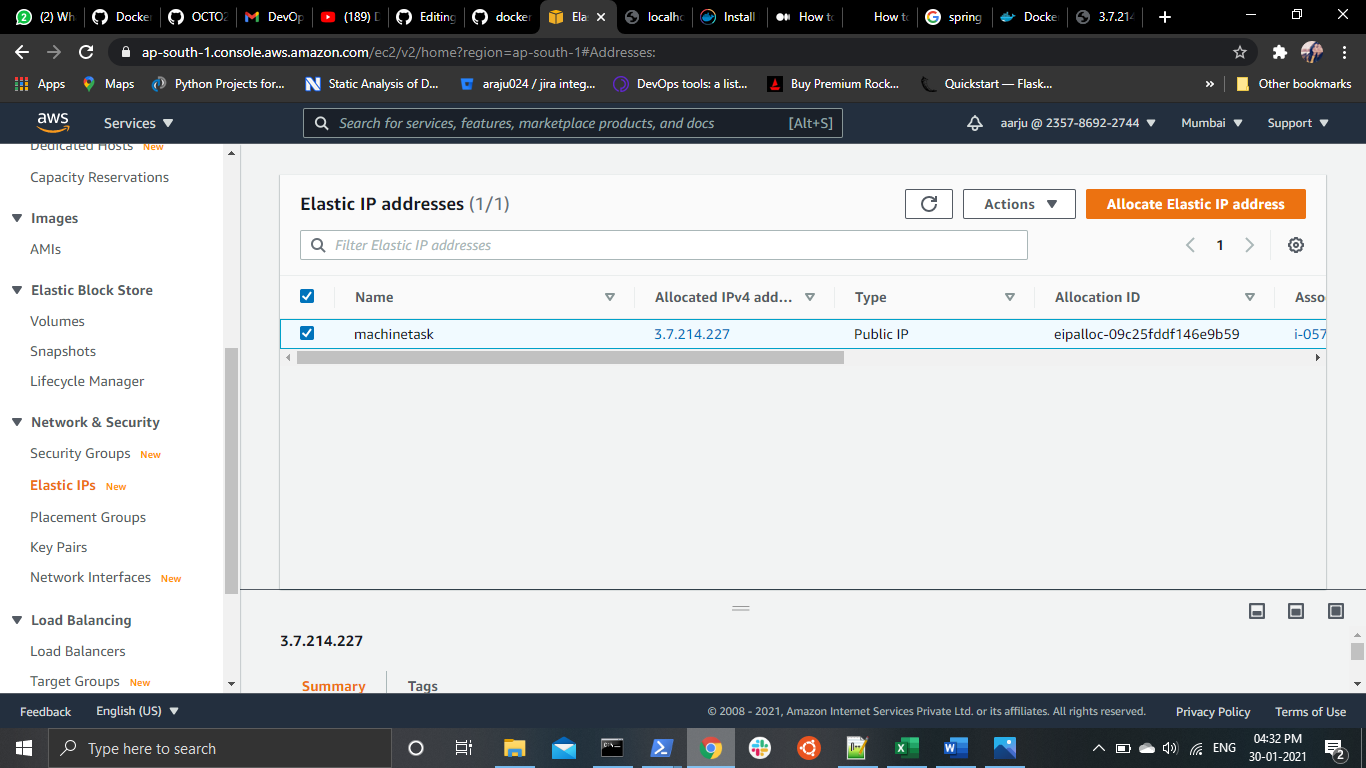 (2) Wh
Docker
OCTO2
DevOp
(189) D
Editing
docker
Ela
localho
Install
How to
How to
spring
Docke
3.7.214
ap-south-1.console.aws.amazon.com/ec2/v2/home?region=ap-south-1#Addresses:
Apps
Maps
Python Projects for...
Static Analysis of D...
araju024 / jira integ...
DevOps tools: a list...
Buy Premium Rock...
Quickstart — Flask...
»
Other bookmarks
aws
Services
Search for services, features, marketplace products, and docs
[Alt+S]
aarju @ 2357-8692-2744
Mumbai
Support
Dedicated Hosts New
Capacity Reservations
Images
AMIs
Elastic Block Store
Volumes
Snapshots
Lifecycle Manager
Network & Security
Security Groups New
Elastic IPs New
Placement Groups
Key Pairs
Network Interfaces New
Load Balancing
Load Balancers
Target Groups New
Elastic IP addresses (1/1)
Actions
Allocate Elastic IP address
Filter Elastic IP addresses
1
Name
Allocated IPv4 add...
Type
Allocation ID
Asso
machinetask
3.7.214.227
Public IP
eipalloc-09c25fddf146e9b59
i-057
3.7.214.227
Summary
Tags
Feedback
English (US)
© 2008 - 2021, Amazon Internet Services Private Ltd. or its affiliates. All rights reserved.
Privacy Policy
Terms of Use
Type here to search
ENG
04:32 PM
30-01-2021
2